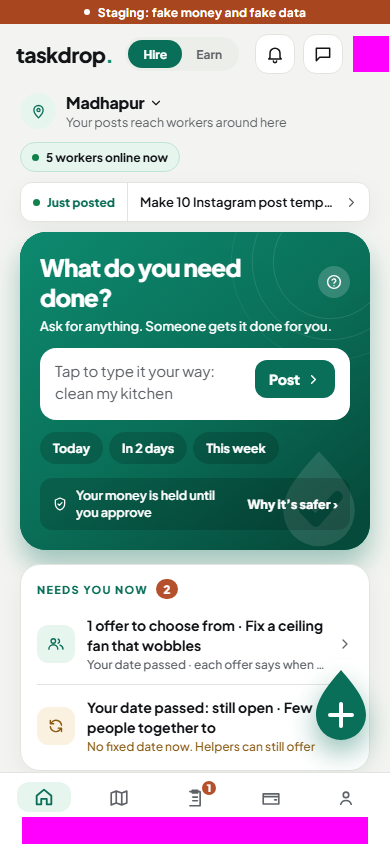 Staging: fake money and fake data
taskdrop.
Hire
Earn
Madhapur
Your posts reach workers around here
5 workers online now
Just posted
Make 10 Instagram post temp...
What do you need
done?
Ask for anything. Someone gets it done for you.
Tap to type it your way:
clean my kitchen
Post
Today
In 2 days
This week
Your money is held until
you approve
Why it's safer ›
NEEDS YOU NOW
2
1 offer to choose from · Fix a ceiling
fan that wobbles
Your date passed · each offer says when ...
Your date passed: still open · Few
people together to
No fixed date now. Helpers can still offer
1